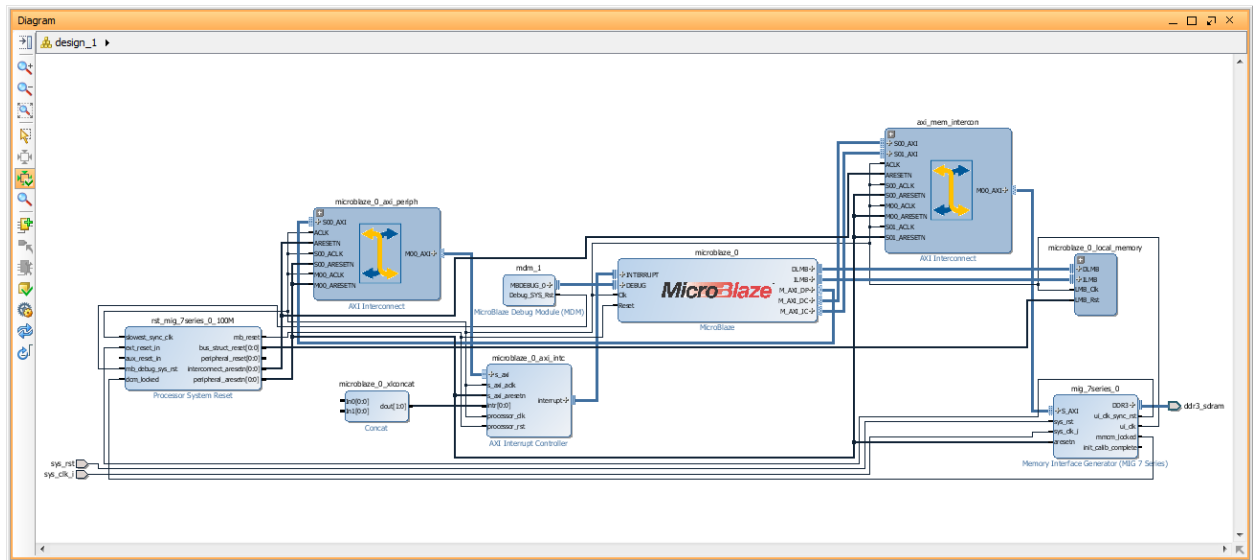 Diagram
design_1
axi_mem_intercon
S00_AXI
S01_AXI
ACLK
ARESETN
S00_ACLK
S00_ARESETN
M00_ACLK
M00_ARESETN
S01_ACLK
S01_ARESETN
M00_AXI
AXI Interconnect
microblaze_0_axi_periph
S00_AXI
ACLK
ARESETN
S00_ACLK
S00_ARESETN
M00_ACLK
M00_ARESETN
M00_AXI
AXI Interconnect
mdm_1
MBDEBUG_0
Debug_SYS_Rst
MicroBlaze Debug Module (MDM)
microblaze_0
INTERRUPT
DEBUG
Clk
Reset
MicroBlaze
DLMB
ILMB
M_AXI_DP
M_AXI_DC
M_AXI_IC
MicroBlaze
microblaze_0_local_memory
DLMB
ILMB
LMB_Clk
LMB_Rst
rst_mig_7series_0_100M
slowest_sync_clk
ext_reset_in
aux_reset_in
mb_debug_sys_rst
dcm_locked
mb_reset
bus_struct_reset[0:0]
peripheral_reset[0:0]
interconnect_aresetn[0:0]
peripheral_aresetn[0:0]
Processor System Reset
microblaze_0_xlconcat
In0[0:0]
In1[0:0]
dout[1:0]
Concat
microblaze_0_axi_intc
s_axi
s_axi_aclk
s_axi_aresetn
intr[0:0]
processor_clk
processor_rst
interrupt
AXI Interrupt Controller
mig_7series_0
S_AXI
sys_rst
sys_clk_i
aresetn
DDR3
ui_clk_sync_rst
ui_clk
mmcm_locked
init_calib_complete
Memory Interface Generator (MIG 7 Series)
ddr3_sdram
sys_rst
sys_clk_i